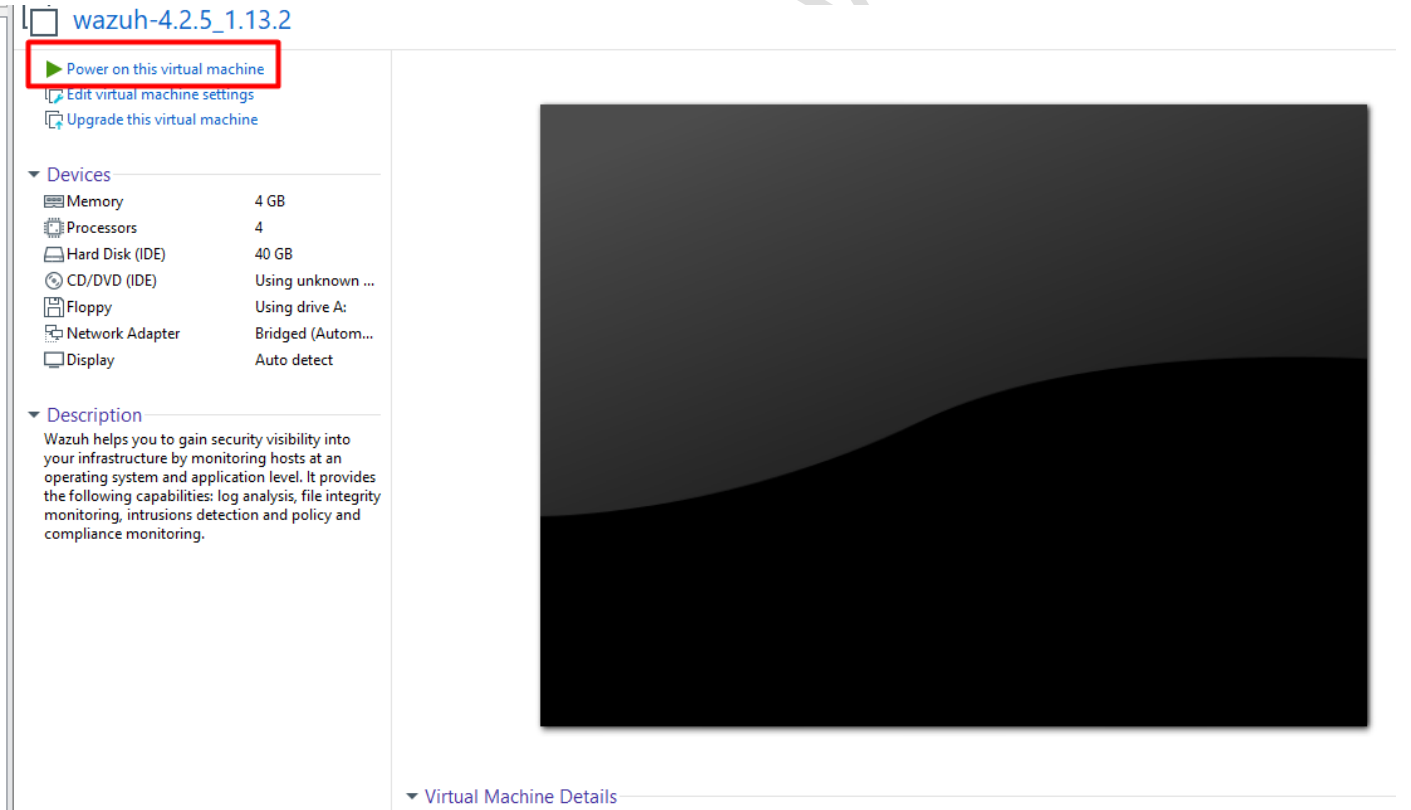 wazuh-4.2.5_1.13.2
Power on this virtual machine
Edit virtual machine settings
Upgrade this virtual machine
Devices
Memory 4 GB
Processors 4
Hard Disk (IDE) 40 GB
CD/DVD (IDE) Using unknown ...
Floppy Using drive A:
Network Adapter Bridged (Autom...
Display Auto detect
Description
Wazuh helps you to gain security visibility into
your infrastructure by monitoring hosts at an
operating system and application level. It provides
the following capabilities: log analysis, file integrity
monitoring, intrusions detection and policy and
compliance monitoring.
Virtual Machine Details